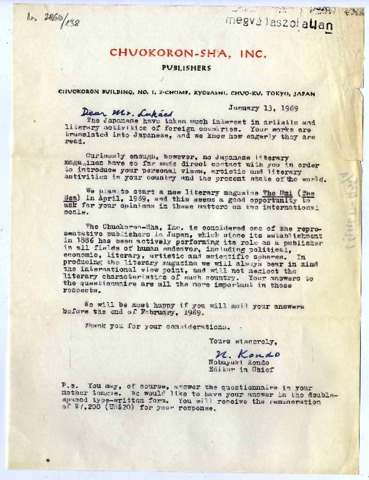 megválaszolatlan
CHUOKORON-SHA, INC.
PUBLISHERS
CHUOKORON BUILDING, NO. 1, 2-CHOME, KYOBASHI, CHUO-KU, TOKYO, JAPAN
January 13, 1969
Dear Mr. Lukács
The Japanese have taken much interest in artistic and
literary activities of foreign countries. Your works are
translated into Japanese, and we know how eagerly they are
read.
Curiously enough, however, no Japanese literary
magazines have so far made direct contact with you in order
to introduce your personal views, artistic and literary
activities in your country and the present state of the world.
We plan to start a new literary magazine The Umi (The
Sea) in April, 1969, and this seems a good opportunity to
ask for your opinions in these matters on the international
scale.
The Chuokoron-Sha, Inc. is considered one of the repre-
sentative publishers in Japan, which since its establishment
in 1886 has been actively performing its role as a publisher
in all fields of human endeavor, including political,
economic, literary, artistic and scientific spheres. In
producing the literary magazine we will always bear in mind
the international view point, and will not neglect the
literary characteristics of each country. Your answers to
the questionnaire are all the more important in these
respects.
We will be most happy if you will mail your answers
before the end of February, 1969.
Thank you for your considerations.
Yours sincerely,
N. Kondo
Nobuyuki Kondo
Editor in Chief
P.s. You may, of course, answer the questionnaire in your
mother tongue. We would like to have your answer in the double-
spaced type-written form. You will receive the remuneration
of ¥7,200 (US$20) for your response.